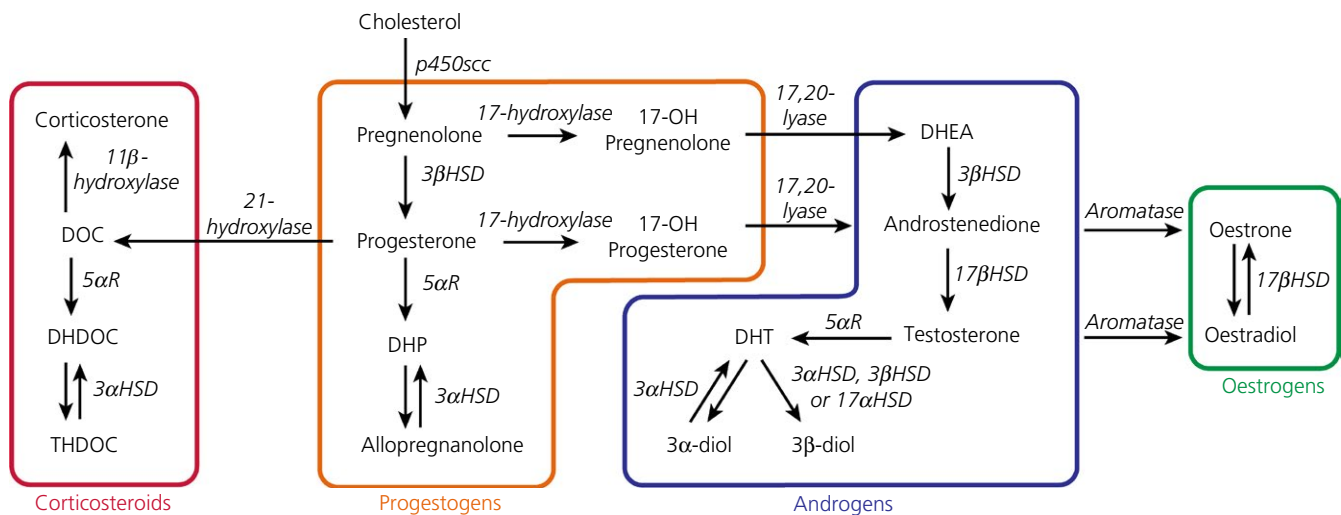 Cholesterol
p450scc
Corticosterone
11β-
hydroxylase
DOC
5αR
DHDOC
3αHSD
THDOC
Corticosteroids
21-
hydroxylase
Pregnenolone
17-hydroxylase
17-OH
Pregnenolone
3βHSD
Progesterone
17-hydroxylase
17-OH
Progesterone
5αR
DHP
3αHSD
Allopregnanolone
Progestogens
17,20-
lyase
17,20-
lyase
DHEA
3βHSD
Androstenedione
17βHSD
Testosterone
5αR
DHT
3αHSD
3αHSD, 3βHSD
or 17αHSD
3α-diol
3β-diol
Androgens
Aromatase
Aromatase
Oestrone
17βHSD
Oestradiol
Oestrogens